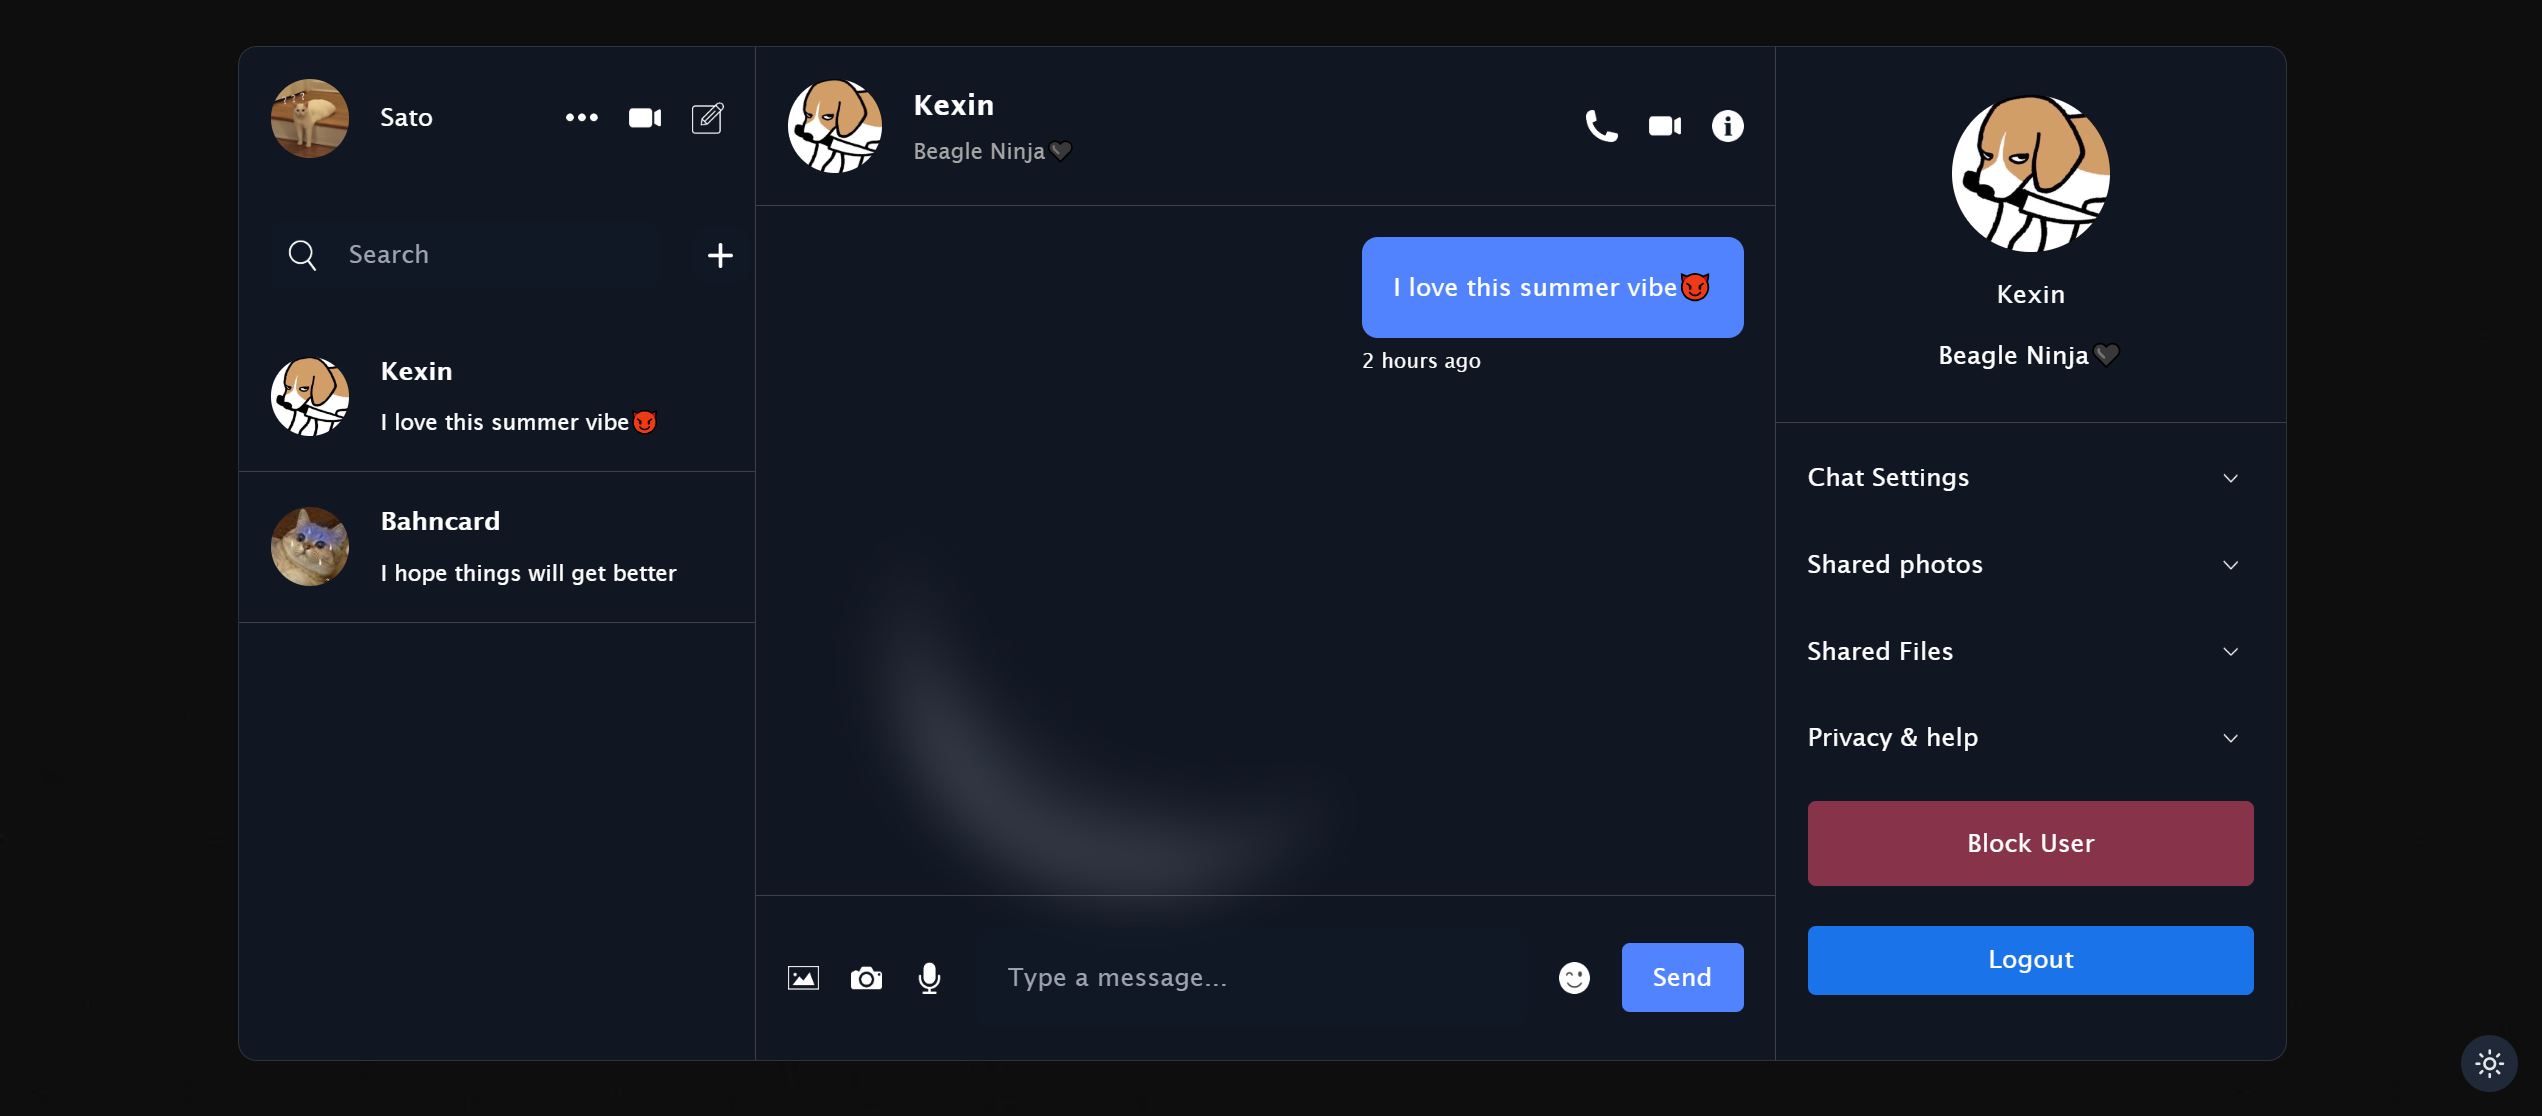 Sato
Search
Kexin
I love this summer vibe😈
Bahncard
I hope things will get better
Kexin
Beagle Ninja🖤
I love this summer vibe😈
2 hours ago
Type a message...
Send
Kexin
Beagle Ninja🖤
Chat Settings
Shared photos
Shared Files
Privacy & help
Block User
Logout